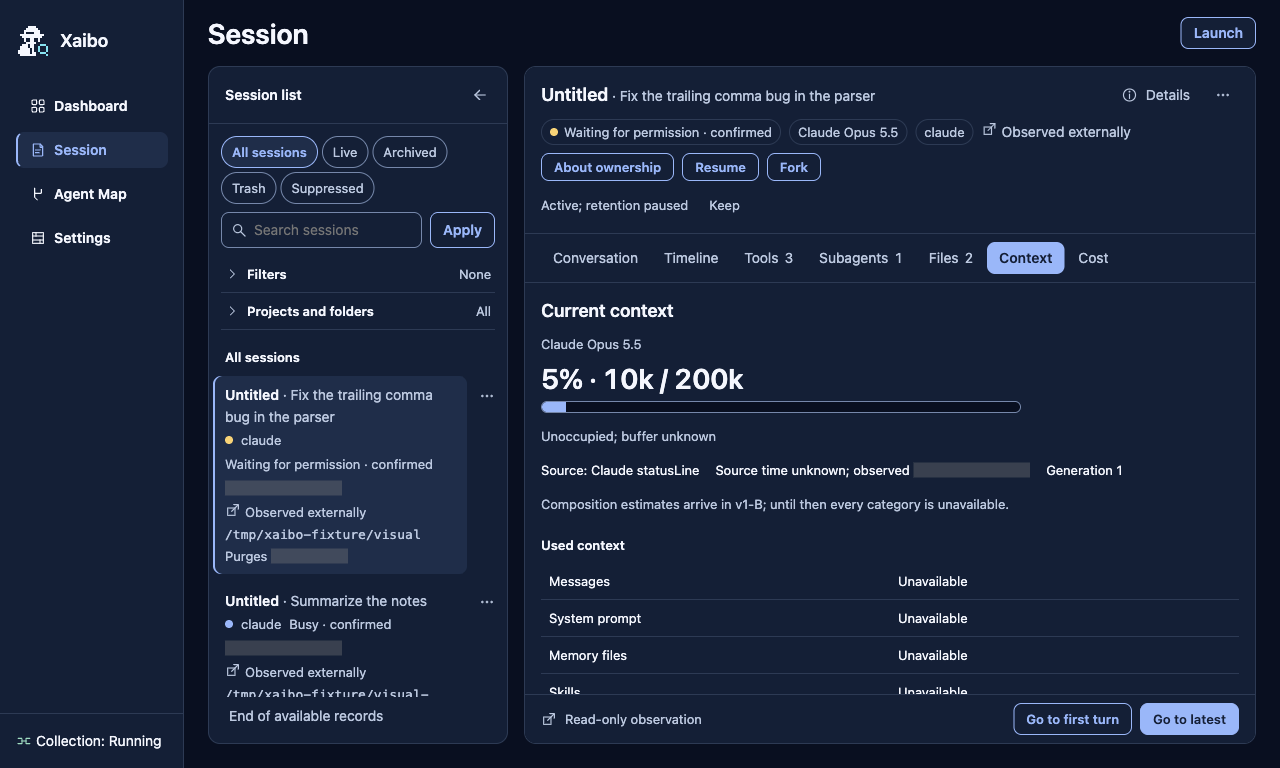 Xaibo
Dashboard
Session
Agent Map
Settings
Collection: Running
Session
Launch
Session list
All sessions
Live
Archived
Trash
Suppressed
Search sessions
Apply
Filters
None
Projects and folders
All
All sessions
Untitled · Fix the trailing comma
bug in the parser
claude
Waiting for permission · confirmed
Observed externally
/tmp/xaibo-fixture/visual
Purges
Untitled · Summarize the notes
claude Busy · confirmed
Observed externally
/tmp/xaibo-fixture/visual-
End of available records
Untitled · Fix the trailing comma bug in the parser
Details
Waiting for permission · confirmed
Claude Opus 5.5
claude
Observed externally
About ownership
Resume
Fork
Active; retention paused
Keep
Conversation
Timeline
Tools 3
Subagents 1
Files 2
Context
Cost
Current context
Claude Opus 5.5
5% · 10k / 200k
Unoccupied; buffer unknown
Source: Claude statusLine
Source time unknown; observed
Generation 1
Composition estimates arrive in v1-B; until then every category is unavailable.
Used context
Messages
Unavailable
System prompt
Unavailable
Memory files
Unavailable
Skills
Unavailable
Read-only observation
Go to first turn
Go to latest